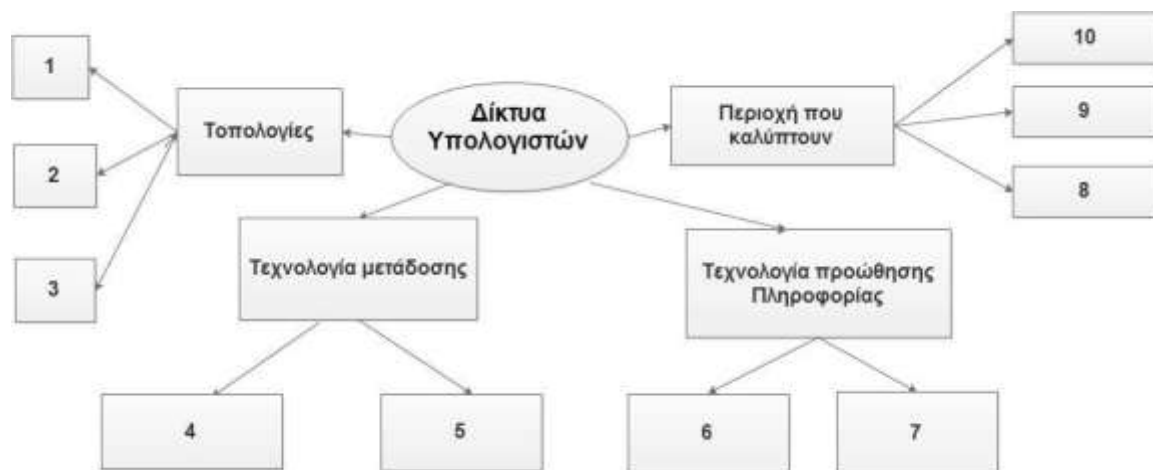 10
1
Δίκτυα
Υπολογιστών
Περιοχή που
καλύπτουν
9
Τοπολογίες
2
8
Τεχνολογία μετάδοσης
Τεχνολογία προώθησης
Πληροφορίας
3
4
5
6
7